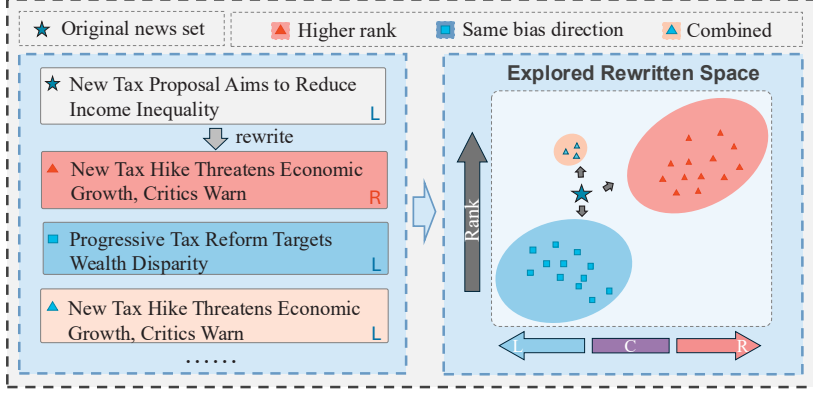 Original news set
Higher rank
Same bias direction
Combined
New Tax Proposal Aims to Reduce
Income Inequality
L
rewrite
New Tax Hike Threatens Economic
Growth, Critics Warn
R
Progressive Tax Reform Targets
Wealth Disparity
L
New Tax Hike Threatens Economic
Growth, Critics Warn
L
......
Explored Rewritten Space
Rank
L
C
R